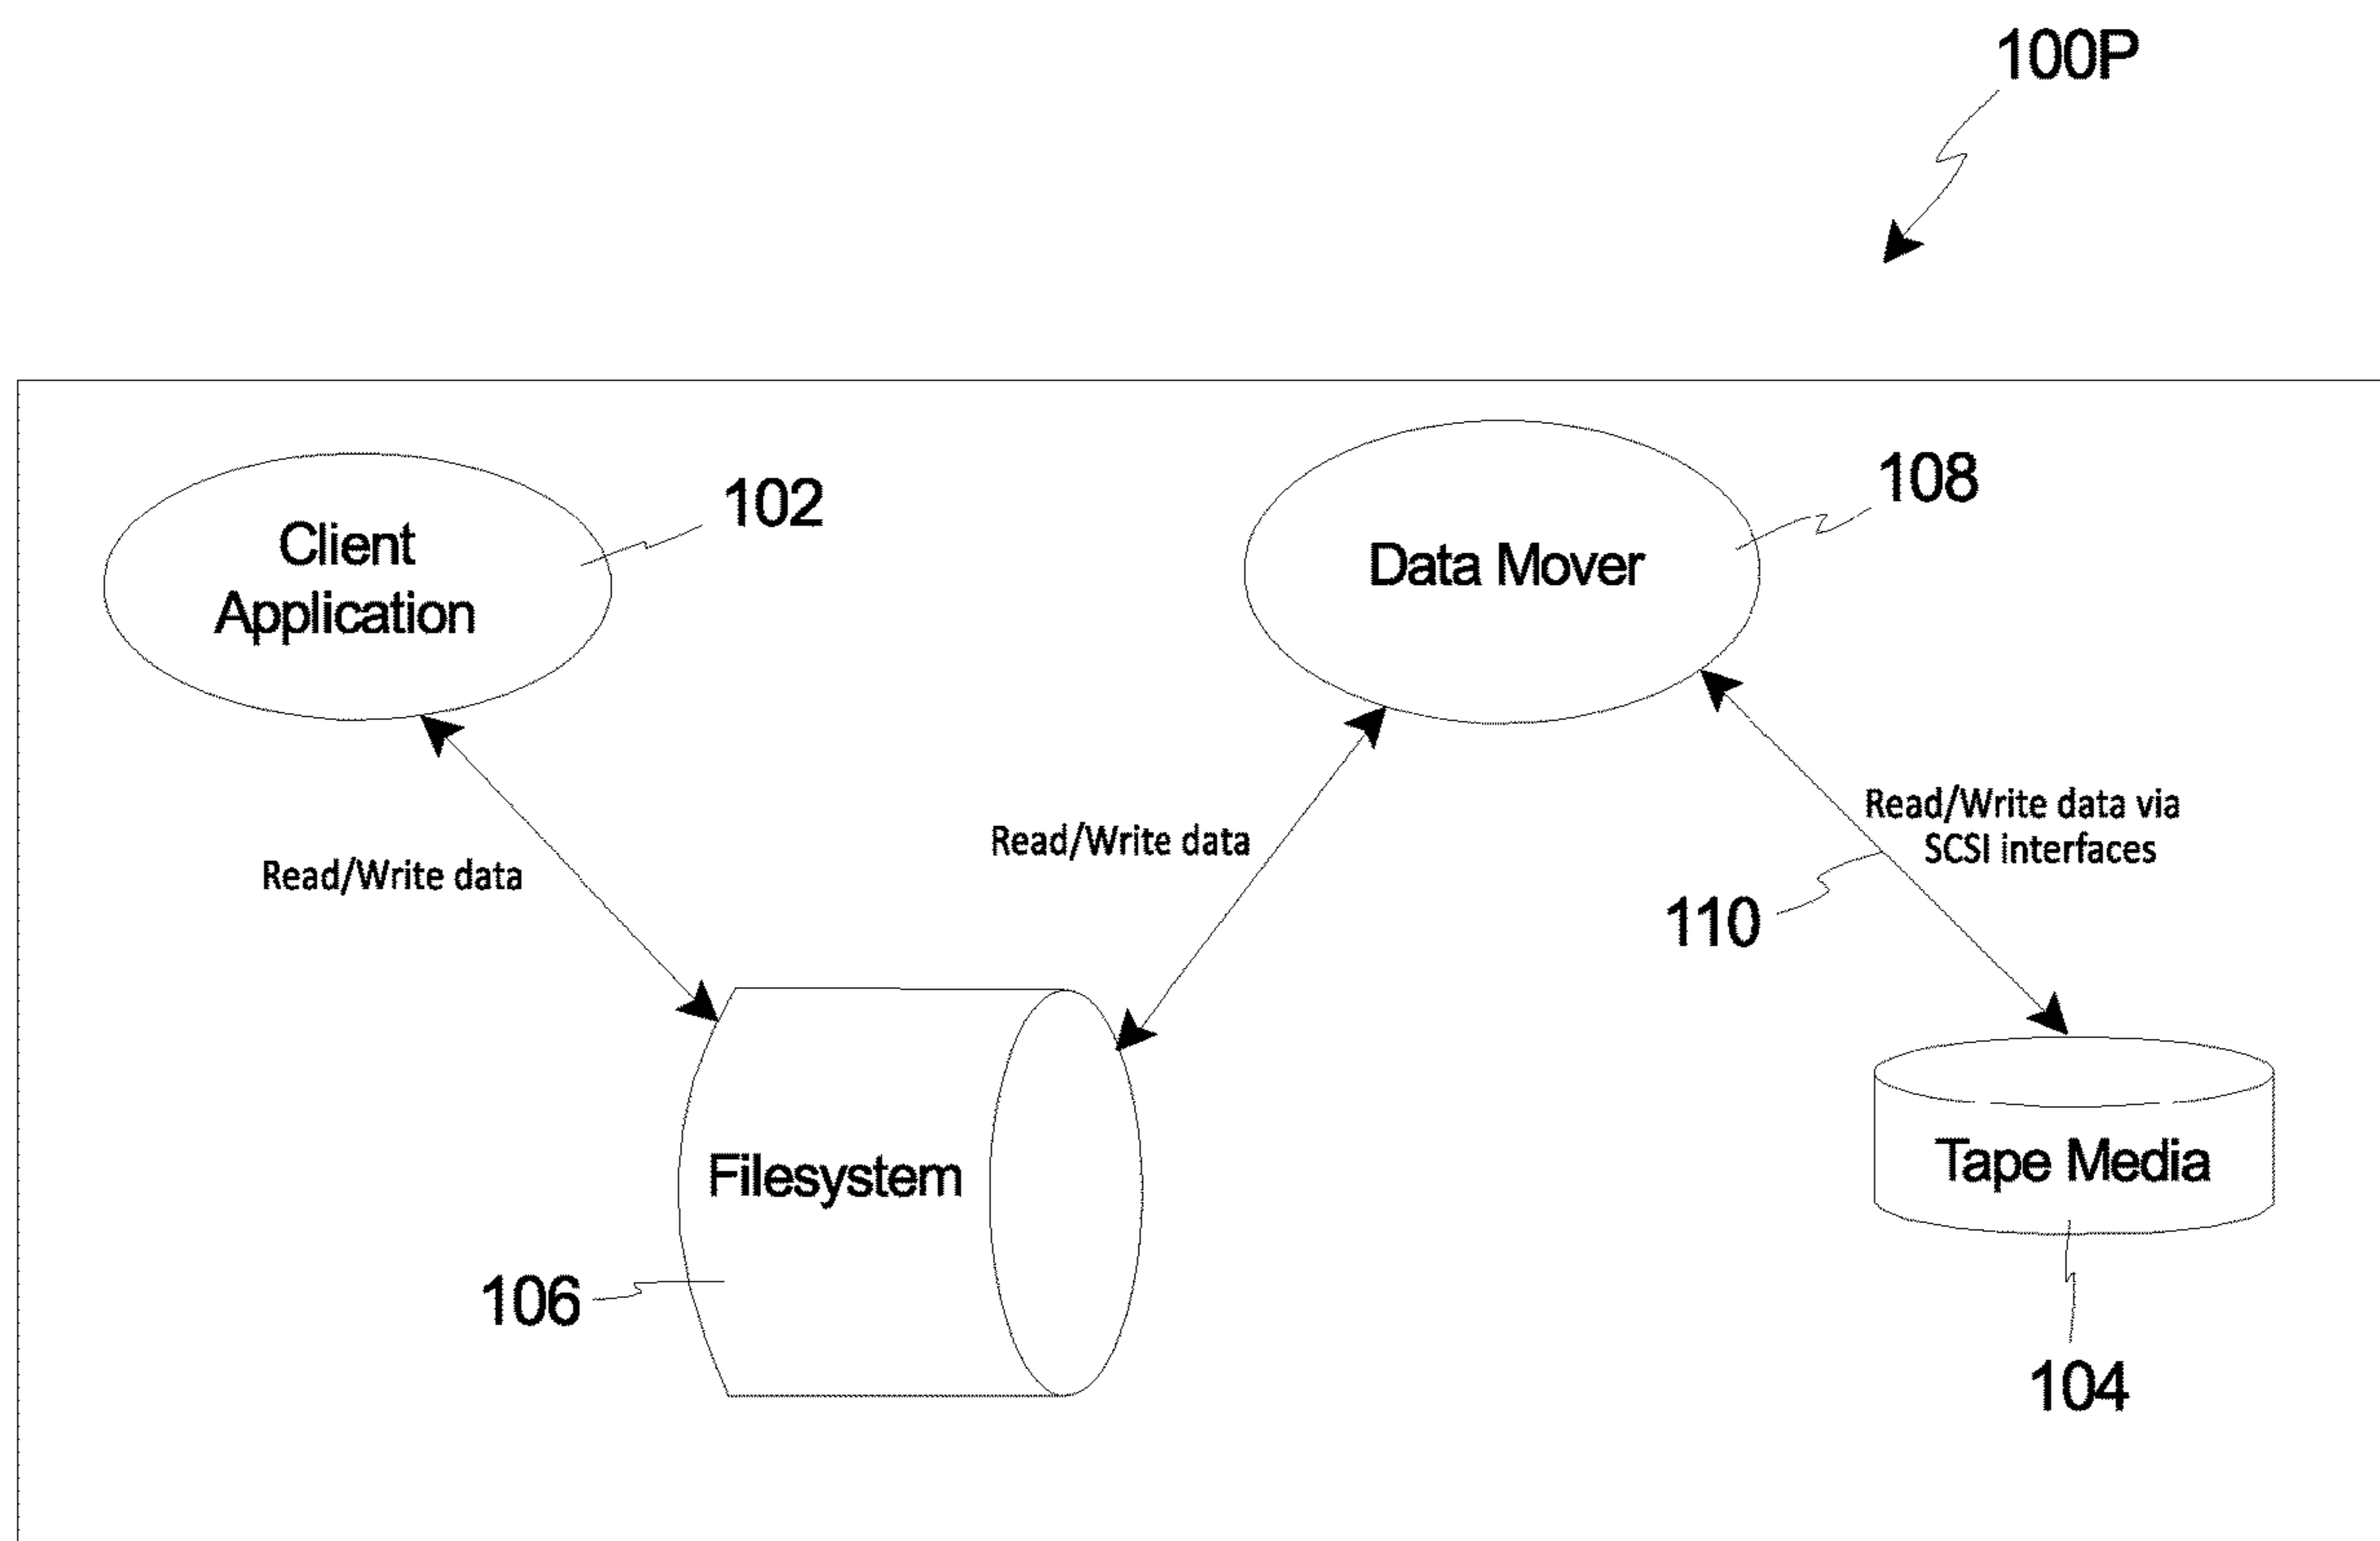 100P
Client
Application
102
Data Mover
108
Read/Write data
Read/Write data
Read/Write data via
SCSI interfaces
110
Filesystem
106
Tape Media
104